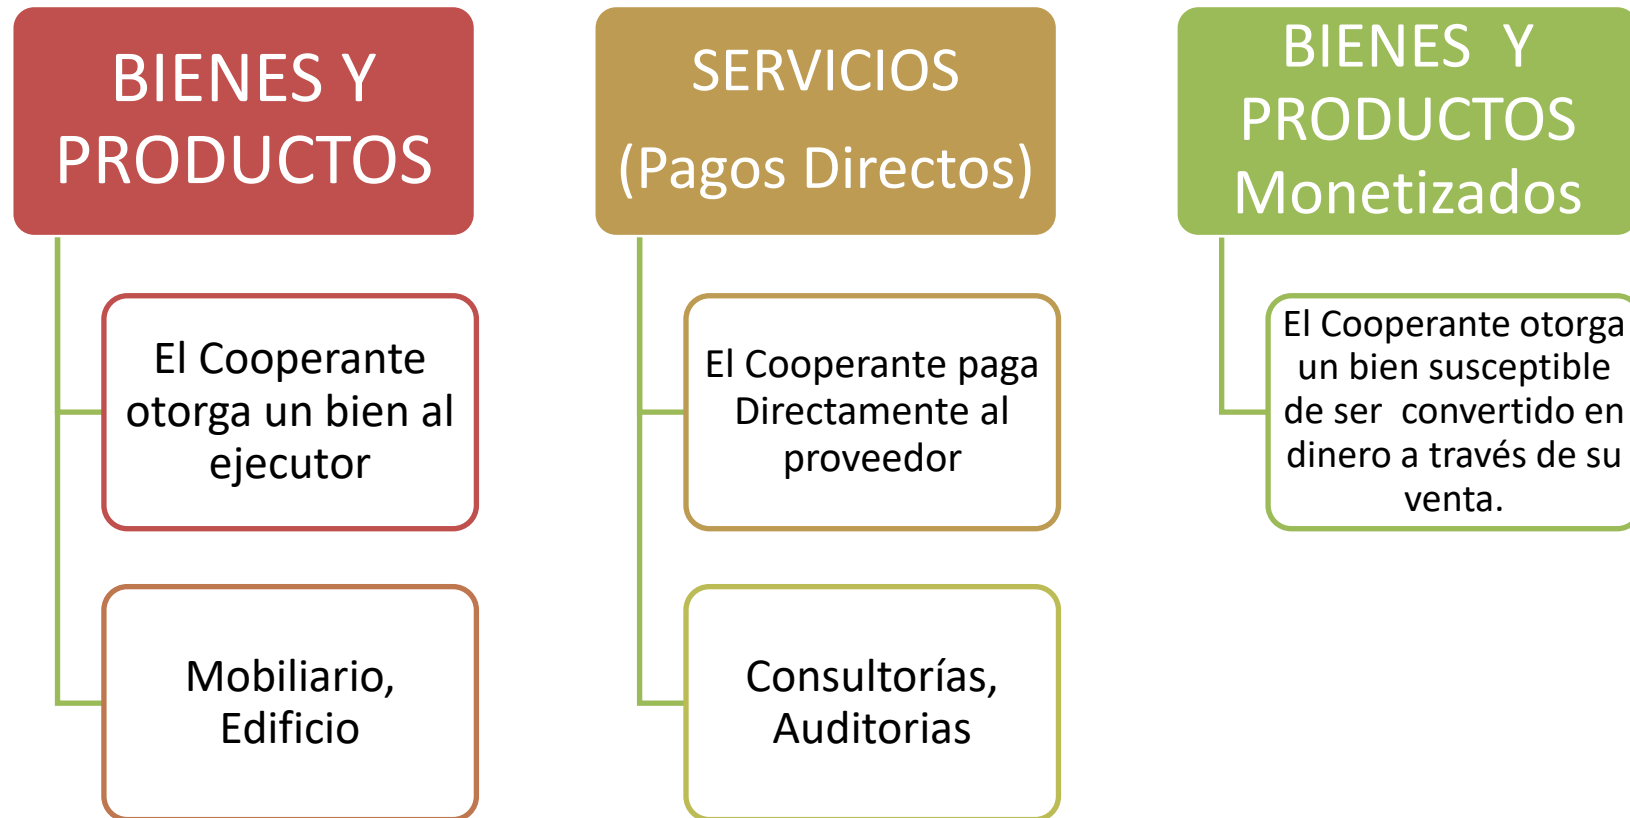 BIENES Y
PRODUCTOS
El Cooperante
otorga un bien al
ejecutor
Mobiliario,
Edificio
SERVICIOS
(Pagos Directos)
El Cooperante paga
Directamente al
proveedor
Consultorías,
Auditorias
BIENES Y
PRODUCTOS
Monetizados
El Cooperante otorga
un bien susceptible
de ser convertido en
dinero a través de su
venta.